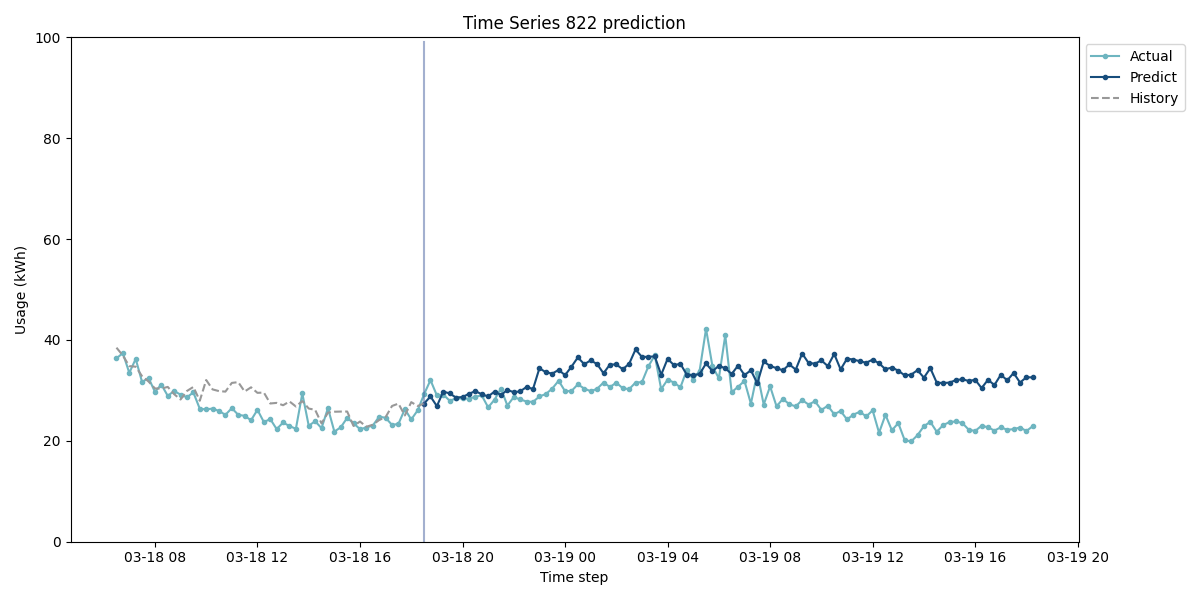 Time Series 822 prediction
100
80
60
40
20
0
Usage (kWh)
03-18 08
03-18 12
03-18 16
03-18 20
03-19 00
03-19 04
03-19 08
03-19 12
03-19 16
03-19 20
Time step
Actual
Predict
History